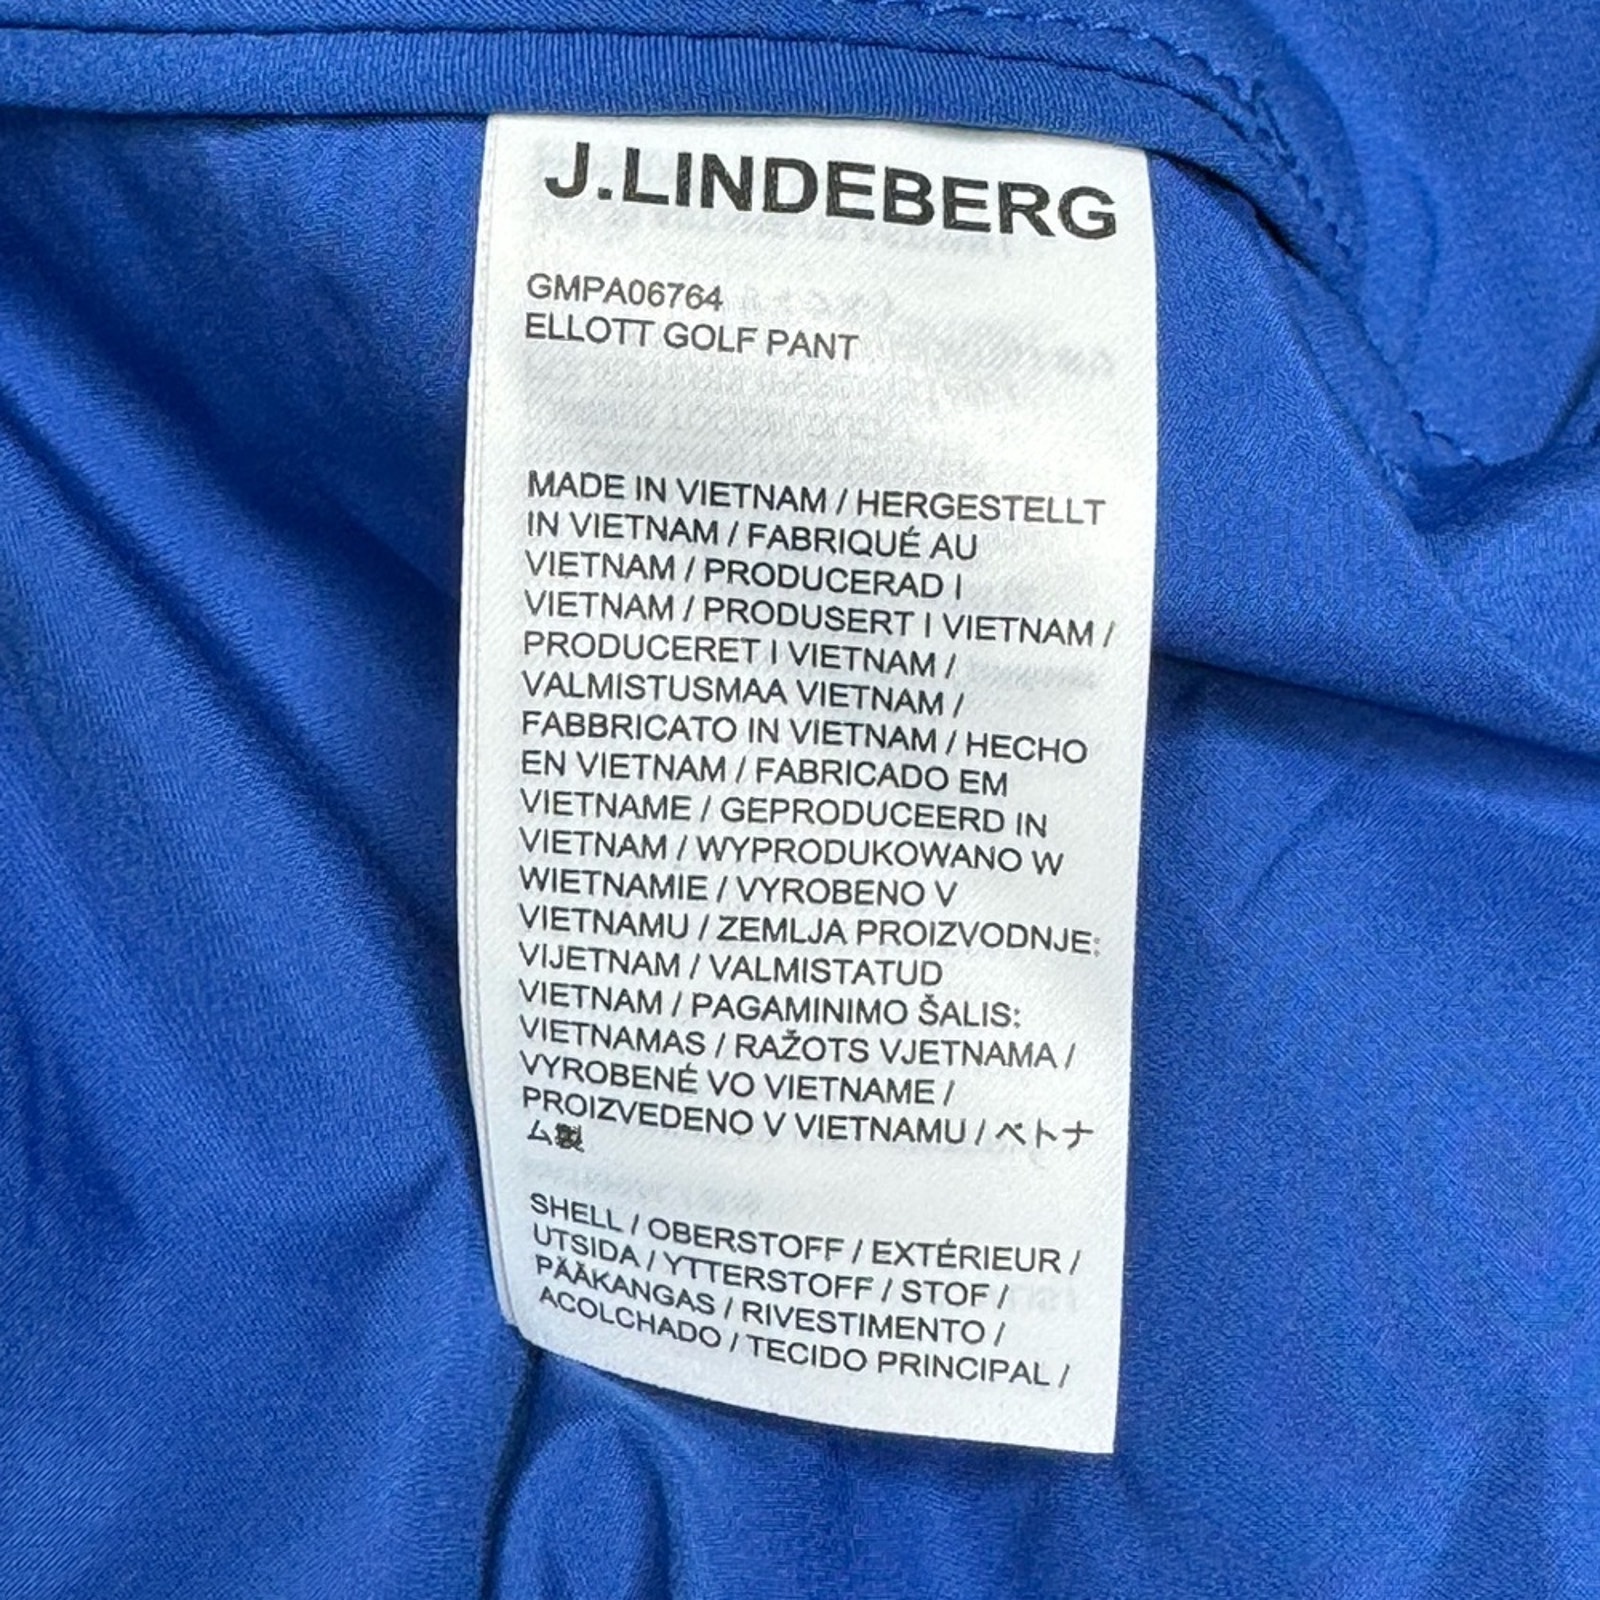 J.LINDEBERG
GMPA06764
ELLOTT GOLF PANT
MADE IN VIETNAM / HERGESTELLT
IN VIETNAM / FABRIQUÉ AU
VIETNAM / PRODUCERAD I
VIETNAM / PRODUSERT I VIETNAM /
PRODUCERET I VIETNAM /
VALMISTUSMAA VIETNAM /
FABBRICATO IN VIETNAM / HECHO
EN VIETNAM / FABRICADO EM
VIETNAME / GEPRODUCEERD IN
VIETNAM / WYPRODUKOWANO W
WIETNAMIE / VYROBENO V
VIETNAMU / ZEMLJA PROIZVODNJE:
VIJETNAM / VALMISTATUD
VIETNAM / PAGAMINIMO ŠALIS:
VIETNAMAS / RAŽOTS VJETNAMA /
VYROBENÉ VO VIETNAME /
PROIZVEDENO V VIETNAMU / ベトナ
ム製
SHELL / OBERSTOFF / EXTÉRIEUR /
UTSIDA / YTTERSTOFF / STOF /
PÄÄKANGAS / RIVESTIMENTO /
ACOLCHADO / TECIDO PRINCIPAL /